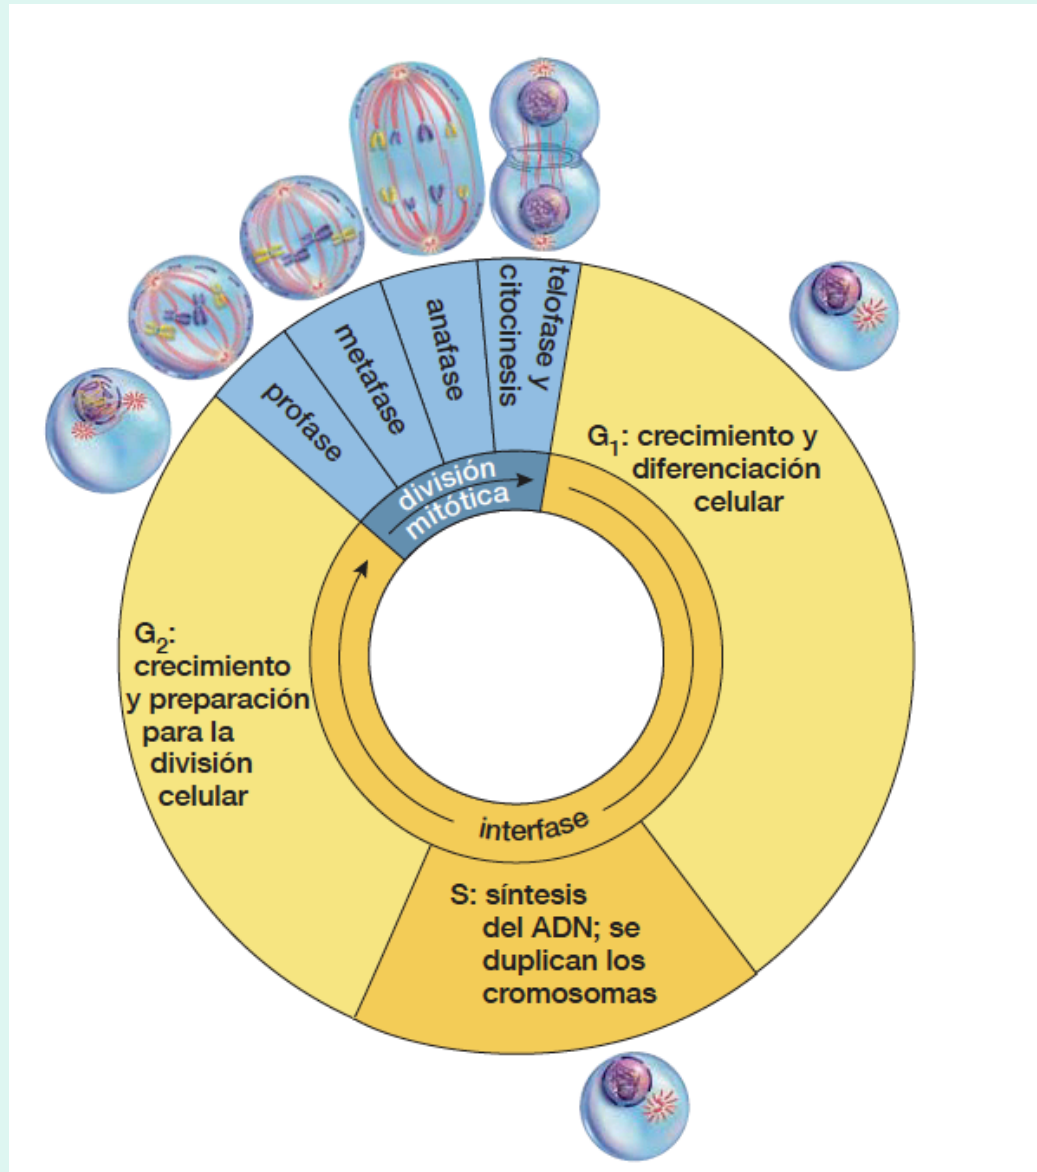 profase
metafase
anafase
telofase y
citocinesis
división
mitótica
G₁: crecimiento y
diferenciación
celular
G₂:
crecimiento
y preparación
para la
división
celular
interfase
S: síntesis
del ADN; se
duplican los
cromosomas